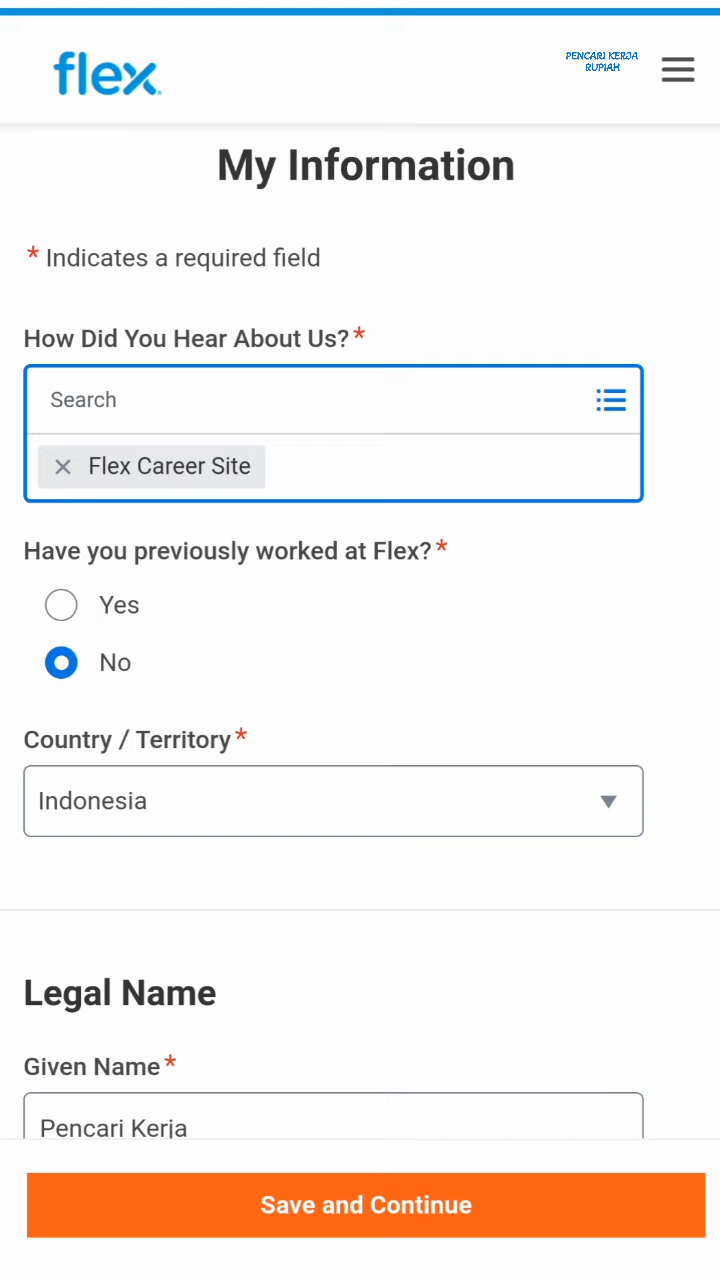 flex.
PENCARI KERJA
RUPIAH
My Information
* Indicates a required field
How Did You Hear About Us?*
Search
Flex Career Site
Have you previously worked at Flex?*
Yes
No
Country / Territory*
Indonesia
Legal Name
Given Name*
Pencari Kerja
Save and Continue